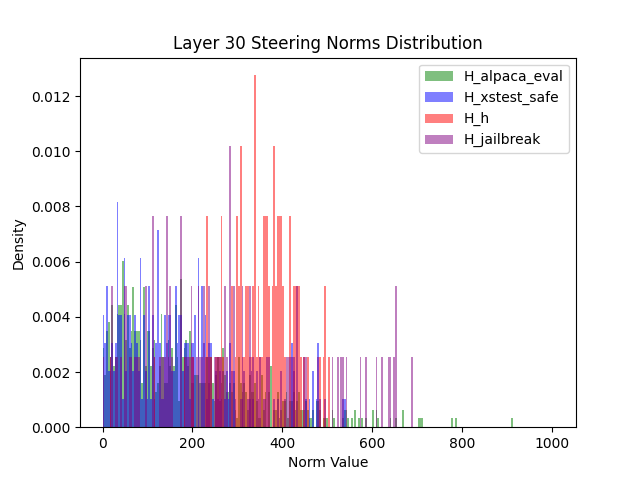 Layer 30 Steering Norms Distribution
H_alpaca_eval
H_xstest_safe
H_h
H_jailbreak
0.012
0.010
0.008
0.006
0.004
0.002
0.000
Density
0 200 400 600 800 1000
Norm Value